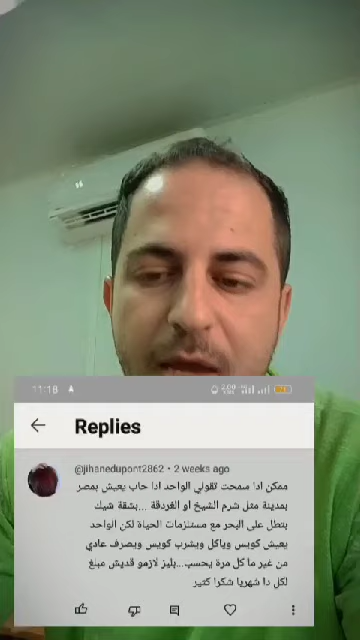 11:18
Replies
@jihanedupont2862 • 2 weeks ago
ممكن اذا سمحت تقولي الواحد اذا حاب يعيش بمصر
بمدينة مثل شرم الشيخ او الغردقة ...بشقة شيك
بتطل على البحر مع مستلزمات الحياة لكن الواحد
يعيش كويس وياكل ويشرب كويس ويصرف عادي
من غير ما كل مرة يحسب...بليز لازمو قديش مبلغ
لكل دا شهريا شكرا كتير